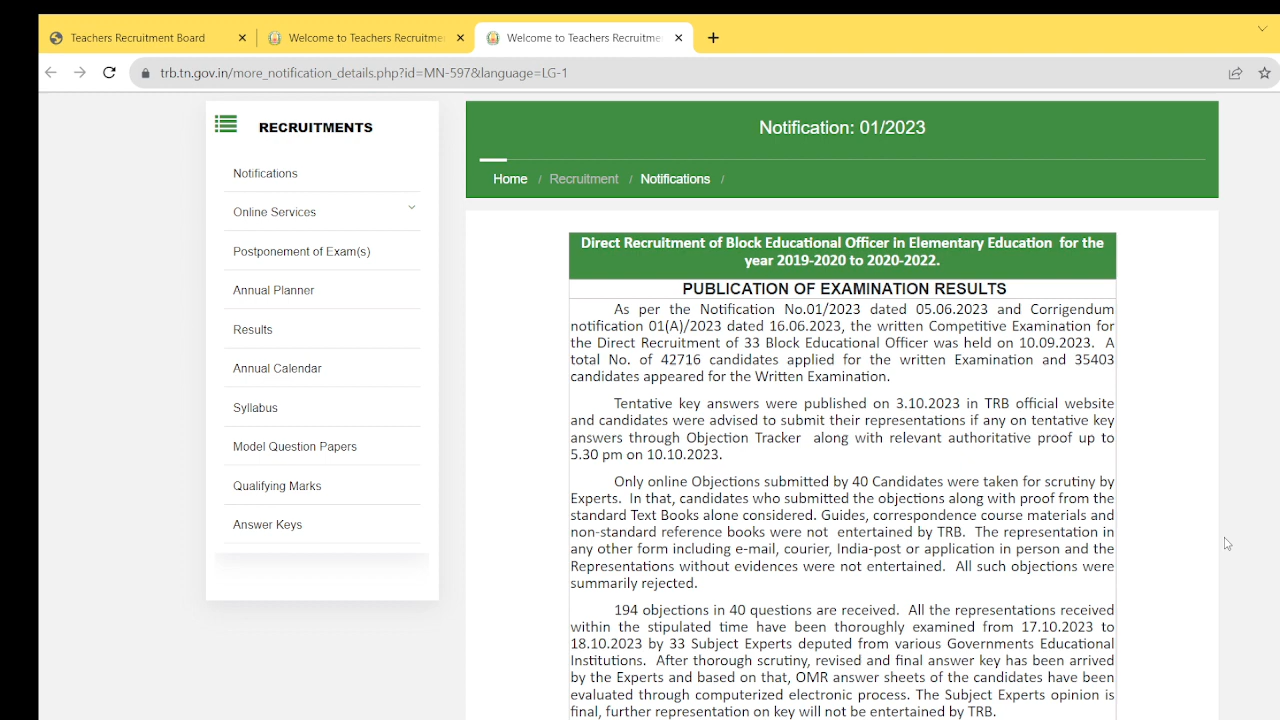 Teachers Recruitment Board
Welcome to Teachers Recruitme
Welcome to Teachers Recruitme
trb.tn.gov.in/more_notification_details.php?id=MN-597&language=LG-1
RECRUITMENTS
Notifications
Online Services
Postponement of Exam(s)
Annual Planner
Results
Annual Calendar
Syllabus
Model Question Papers
Qualifying Marks
Answer Keys
Notification: 01/2023
Home / Recruitment / Notifications /
Direct Recruitment of Block Educational Officer in Elementary Education for the
year 2019-2020 to 2020-2022.
PUBLICATION OF EXAMINATION RESULTS
As per the Notification No.01/2023 dated 05.06.2023 and Corrigendum
notification 01(A)/2023 dated 16.06.2023, the written Competitive Examination for
the Direct Recruitment of 33 Block Educational Officer was held on 10.09.2023. A
total No. of 42716 candidates applied for the written Examination and 35403
candidates appeared for the Written Examination.
Tentative key answers were published on 3.10.2023 in TRB official website
and candidates were advised to submit their representations if any on tentative key
answers through Objection Tracker along with relevant authoritative proof up to
5.30 pm on 10.10.2023.
Only online Objections submitted by 40 Candidates were taken for scrutiny by
Experts. In that, candidates who submitted the objections along with proof from the
standard Text Books alone considered. Guides, correspondence course materials and
non-standard reference books were not entertained by TRB. The representation in
any other form including e-mail, courier, India-post or application in person and the
Representations without evidences were not entertained. All such objections were
summarily rejected.
194 objections in 40 questions are received. All the representations received
within the stipulated time have been thoroughly examined from 17.10.2023 to
18.10.2023 by 33 Subject Experts deputed from various Governments Educational
Institutions. After thorough scrutiny, revised and final answer key has been arrived
by the Experts and based on that, OMR answer sheets of the candidates have been
evaluated through computerized electronic process. The Subject Experts opinion is
final, further representation on key will not be entertained by TRB.